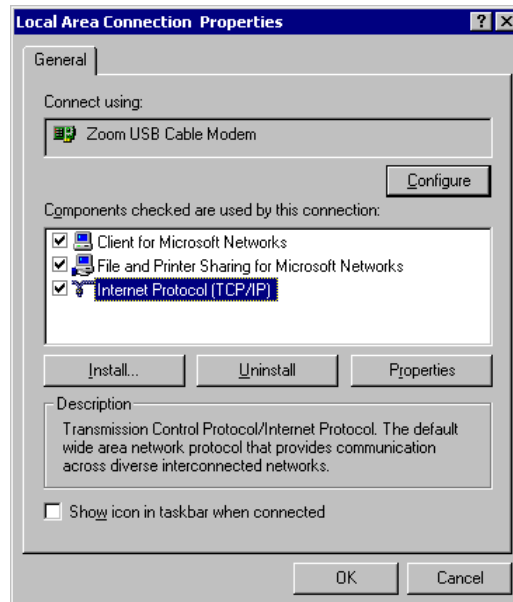 Local Area Connection Properties
General
Connect using:
Zoom USB Cable Modem
Configure
Components checked are used by this connection:
Client for Microsoft Networks
File and Printer Sharing for Microsoft Networks
Internet Protocol (TCP/IP)
Install... Uninstall Properties
Description
Transmission Control Protocol/Internet Protocol. The default
wide area network protocol that provides communication
across diverse interconnected networks.
Show icon in taskbar when connected
OK Cancel